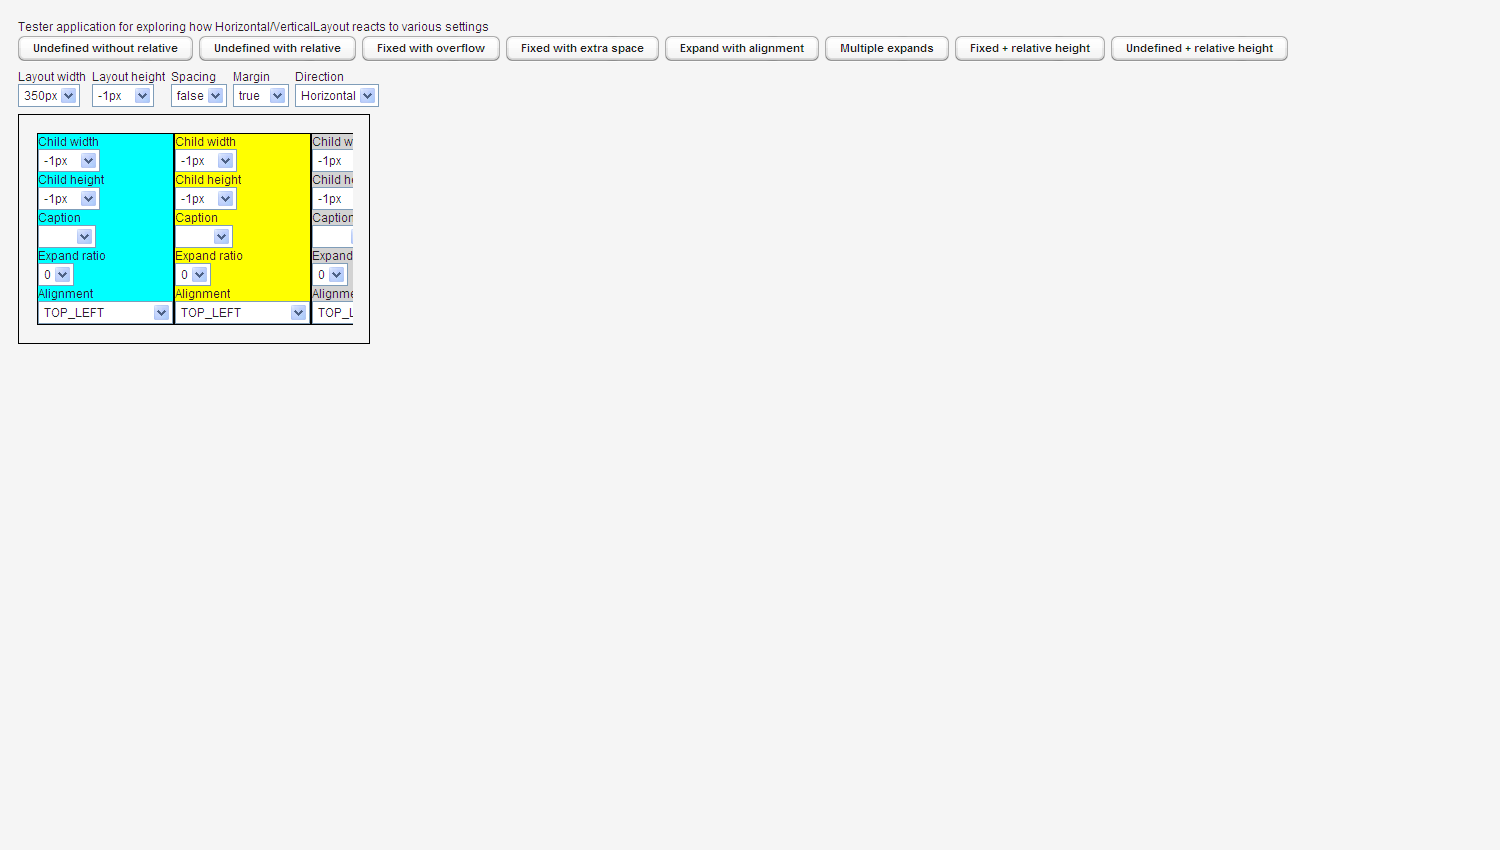 Tester application for exploring how Horizontal/VerticalLayout reacts to various settings
Undefined without relative Undefined with relative Fixed with overflow Fixed with extra space Expand with alignment Multiple expands Fixed + relative height Undefined + relative height
Layout width Layout height Spacing Margin Direction
350px -1px false true Horizontal
Child width Child width Child w
-1px -1px -1px
Child height Child height Child h
-1px -1px -1px
Caption Caption Caption
Expand ratio Expand ratio Expand
0 0 0
Alignment Alignment Alignme
TOP_LEFT TOP_LEFT TOP_L